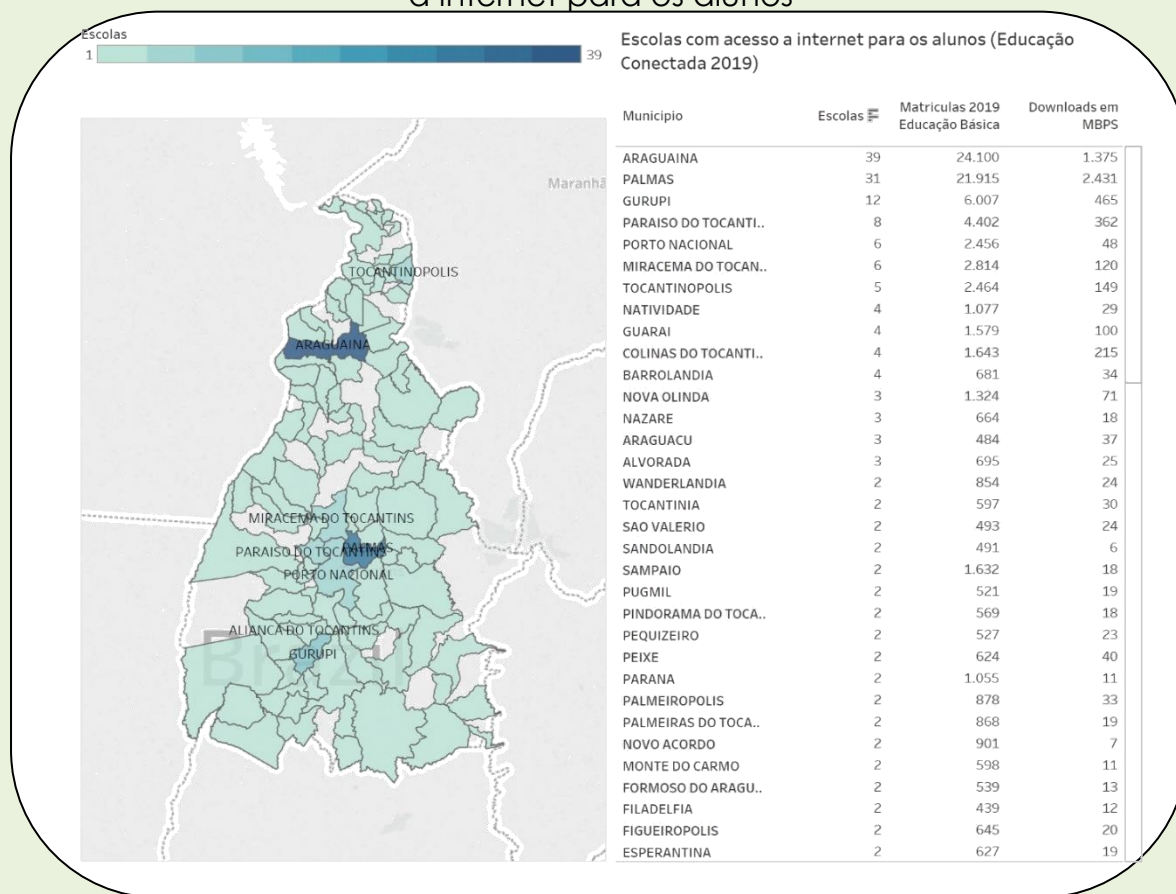 a internet para os alunos
Escolas
1 39
Escolas com acesso a internet para os alunos (Educação
Conectada 2019)
Municipio Escolas Matriculas 2019 Educação Básica Downloads em MBPS
ARAGUAINA 39 24.100 1.375
PALMAS 31 21.915 2.431
GURUPI 12 6.007 465
PARAISO DO TOCANTI.. 8 4.402 362
PORTO NACIONAL 6 2.456 48
MIRACEMA DO TOCAN.. 6 2.814 120
TOCANTINOPOLIS 5 2.464 149
NATIVIDADE 4 1.077 29
GUARAI 4 1.579 100
COLINAS DO TOCANTI.. 4 1.643 215
BARROLANDIA 4 681 34
NOVA OLINDA 3 1.324 71
NAZARE 3 664 18
ARAGUACU 3 484 37
ALVORADA 3 695 25
WANDERLANDIA 2 854 24
TOCANTINIA 2 597 30
SAO VALERIO 2 493 24
SANDOLANDIA 2 491 6
SAMPAIO 2 1.632 18
PUGMIL 2 521 19
PINDORAMA DO TOCA.. 2 569 18
PEQUIZEIRO 2 527 23
PEIXE 2 624 40
PARANA 2 1.055 11
PALMEIROPOLIS 2 878 33
PALMEIRAS DO TOCA.. 2 868 19
NOVO ACORDO 2 901 7
MONTE DO CARMO 2 598 11
FORMOSO DO ARAGU.. 2 539 13
FILADELFIA 2 439 12
FIGUEIROPOLIS 2 645 20
ESPERANTINA 2 627 19
Maranhã
TOCANTINOPOLIS
ARAGUAINA
MIRACEMA DO TOCANTINS
PARAISO DO TOCANTINS
PALMAS
PORTO NACIONAL
ALIANCA DO TOCANTINS
GURUPI
Brazil